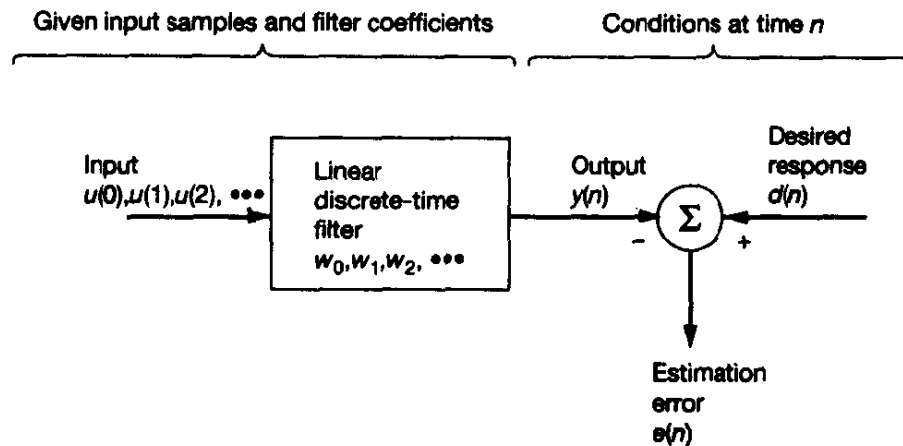 Given input samples and filter coefficients
Conditions at time n
Input
u(0),u(1),u(2), •••
Linear
discrete-time
filter
w₀,w₁,w₂, •••
Output
y(n)
Σ
−
+
Desired
response
d(n)
Estimation
error
e(n)